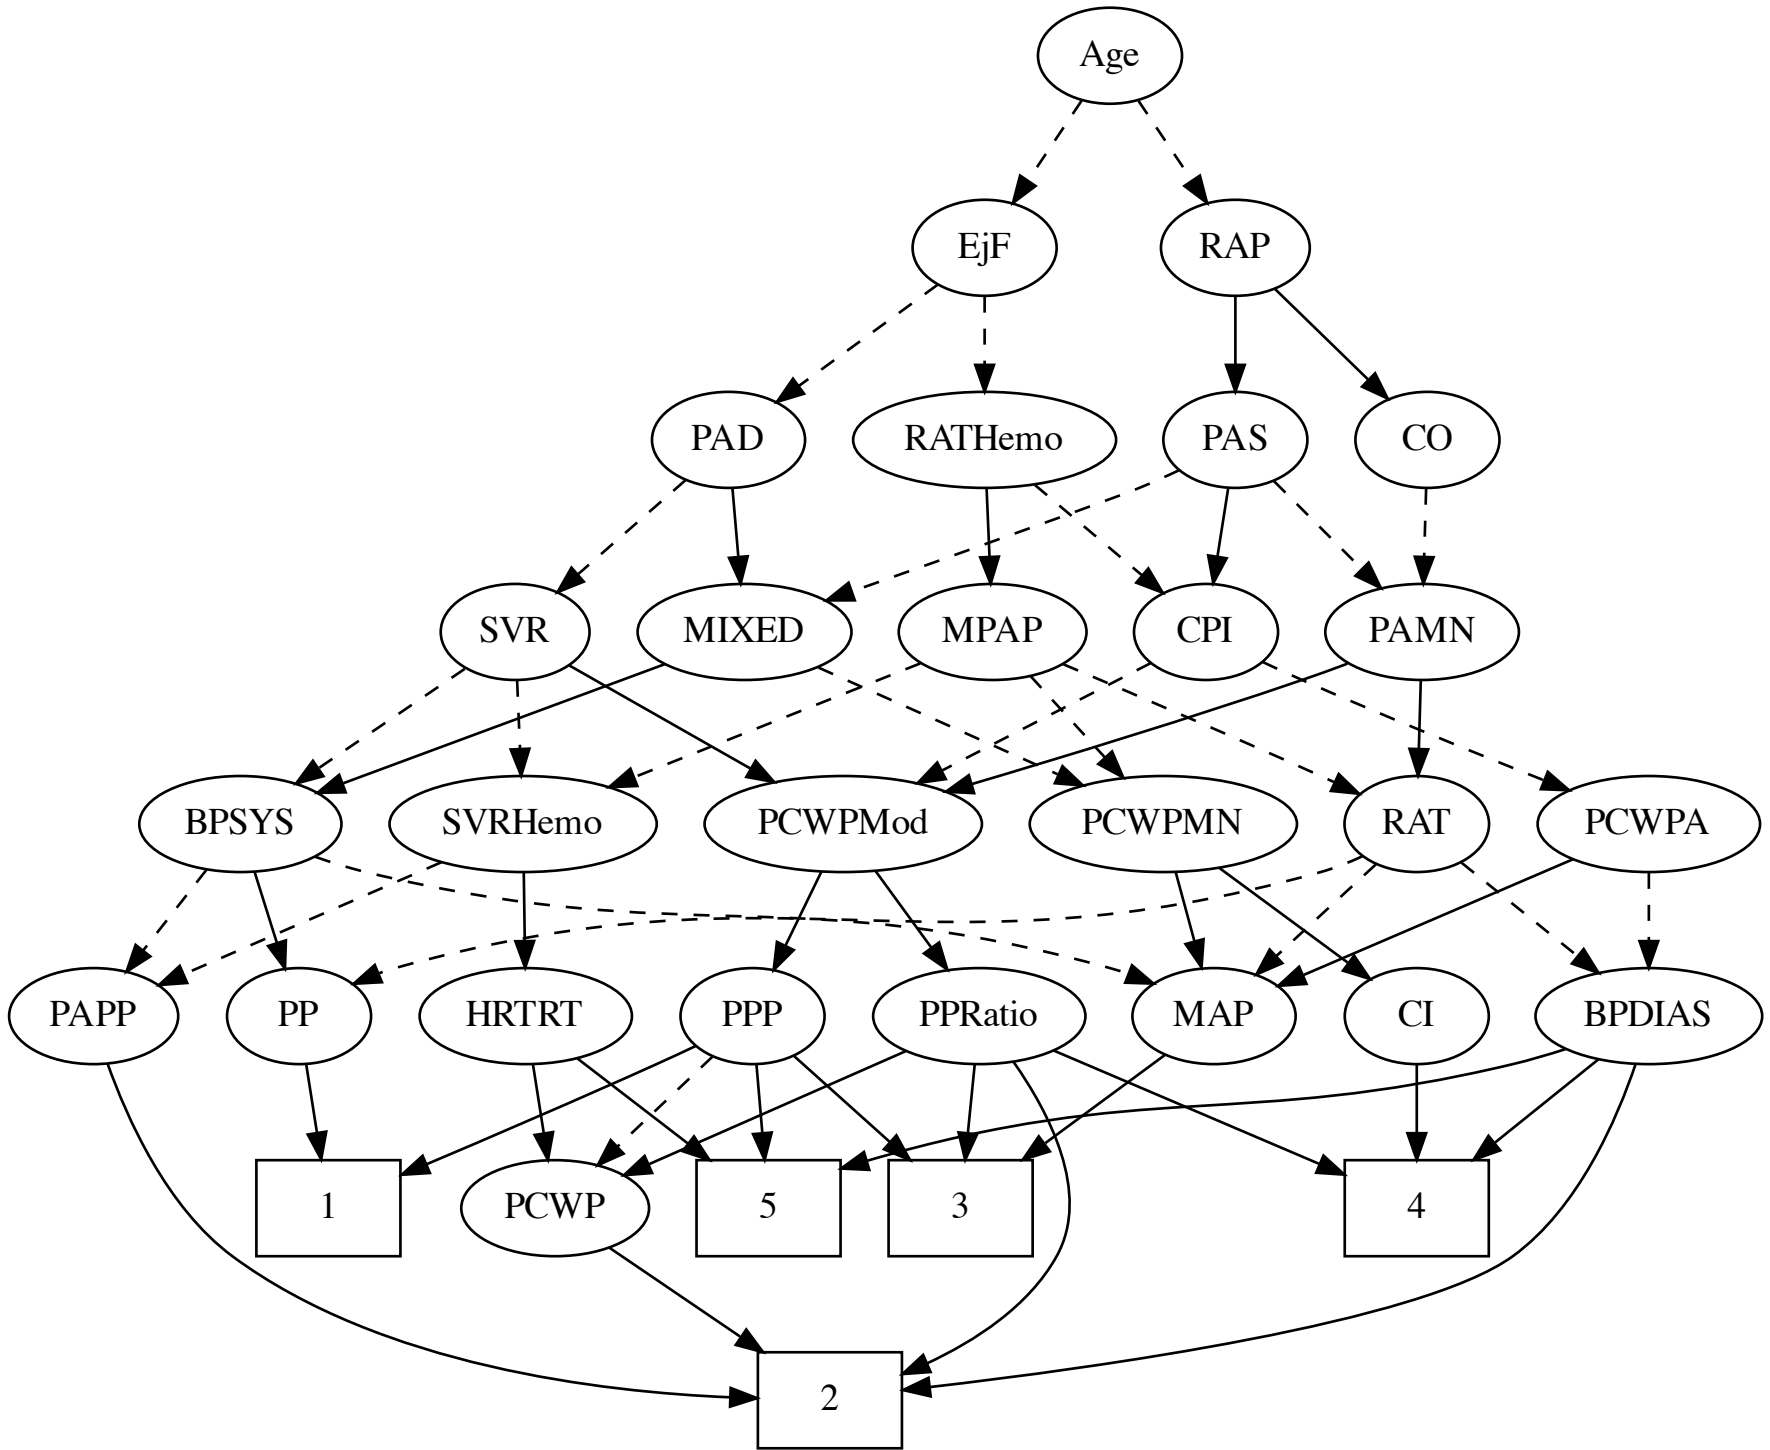 Age
EjF
RAP
PAD
RATHemo
PAS
CO
SVR
MIXED
MPAP
CPI
PAMN
BPSYS
SVRHemo
PCWPMod
PCWPMN
RAT
PCWPA
PAPP
PP
HRTRT
PPP
PPRatio
MAP
CI
BPDIAS
1
PCWP
5
3
4
2